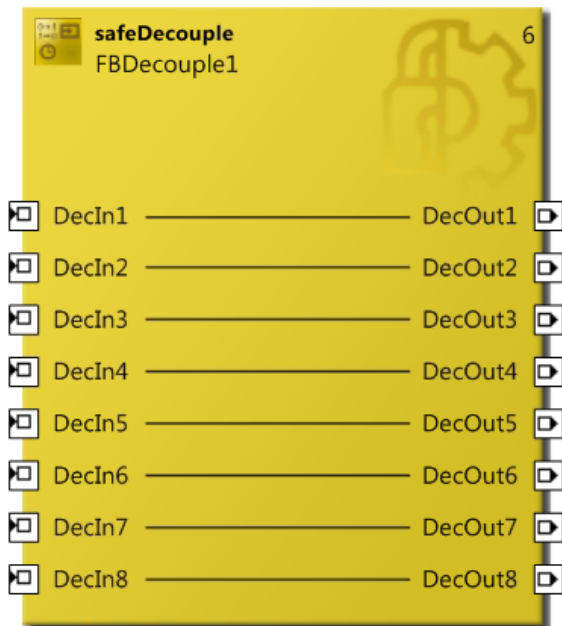 safeDecouple 6
FBDecouple1
DecIn1 DecOut1
DecIn2 DecOut2
DecIn3 DecOut3
DecIn4 DecOut4
DecIn5 DecOut5
DecIn6 DecOut6
DecIn7 DecOut7
DecIn8 DecOut8